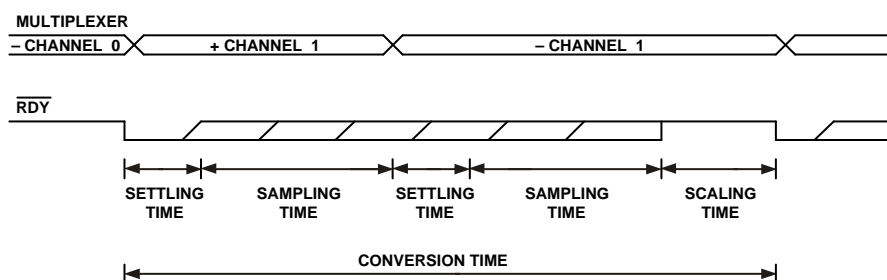 MULTIPLEXER
– CHANNEL 0
+ CHANNEL 1
– CHANNEL 1
RDY
SETTLING TIME
SAMPLING TIME
SETTLING TIME
SAMPLING TIME
SCALING TIME
CONVERSION TIME